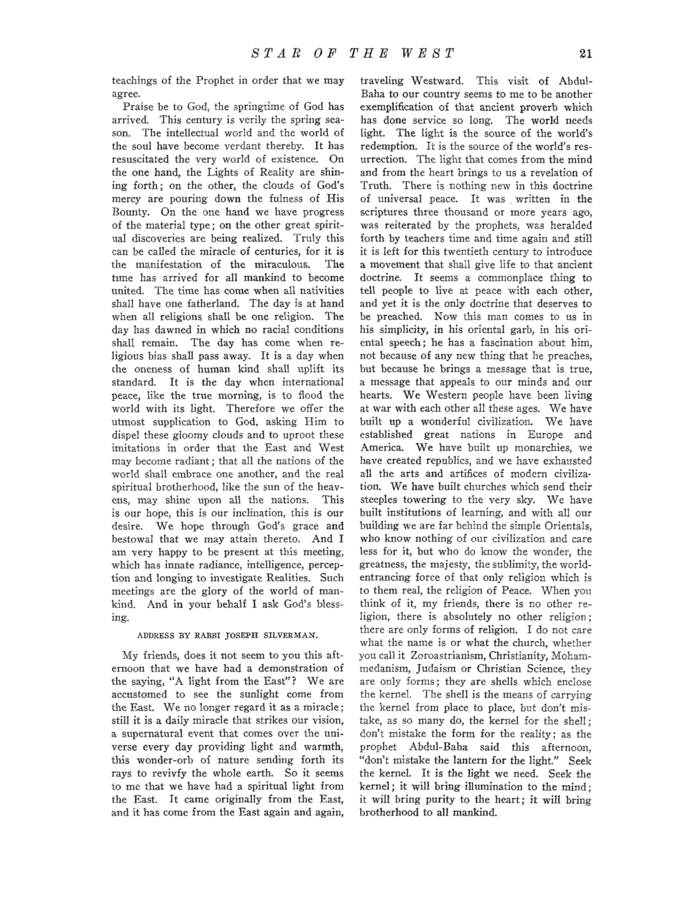 STAR OF THE WEST 21
teachings of the Prophet in order that we may
agree.
Praise be to God, the springtime of God has
arrived. This century is verily the spring sea-
son. The intellectual world and the world of
the soul have become verdant thereby. It has
resuscitated the very world of existence. On
the one hand, the Lights of Reality are shin-
ing forth; on the other, the clouds of God's
mercy are pouring down the fulness of His
Bounty. On the one hand we have progress
of the material type; on the other great spirit-
ual discoveries are being realized. Truly this
can be called the miracle of centuries, for it is
the manifestation of the miraculous. The
time has arrived for all mankind to become
united. The time has come when all nativities
shall have one fatherland. The day is at hand
when all religions shall be one religion. The
day has dawned in which no racial conditions
shall remain. The day has come when re-
ligious bias shall pass away. It is a day when
the oneness of human kind shall uplift its
standard. It is the day when international
peace, like the true morning, is to flood the
world with its light. Therefore we offer the
utmost supplication to God, asking Him to
dispel these gloomy clouds and to uproot these
imitations in order that the East and West
may become radiant; that all the nations of the
world shall embrace one another, and the real
spiritual brotherhood, like the sun of the heav-
ens, may shine upon all the nations. This
is our hope, this is our inclination, this is our
desire. We hope through God's grace and
bestowal that we may attain thereto. And I
am very happy to be present at this meeting,
which has innate radiance, intelligence, percep-
tion and longing to investigate Realities. Such
meetings are the glory of the world of man-
kind. And in your behalf I ask God's bless-
ing.
ADDRESS BY RABBI JOSEPH SILVERMAN.
My friends, does it not seem to you this aft-
ernoon that we have had a demonstration of
the saying, "A light from the East"? We are
accustomed to see the sunlight come from
the East. We no longer regard it as a miracle;
still it is a daily miracle that strikes our vision,
a supernatural event that comes over the uni-
verse every day providing light and warmth,
this wonder-orb of nature sending forth its
rays to revivfy the whole earth. So it seems
to me that we have had a spiritual light from
the East. It came originally from the East,
and it has come from the East again and again,
traveling Westward. This visit of Abdul-
Baha to our country seems to me to be another
exemplification of that ancient proverb which
has done service so long. The world needs
light. The light is the source of the world's
redemption. It is the source of the world's res-
urrection. The light that comes from the mind
and from the heart brings to us a revelation of
Truth. There is nothing new in this doctrine
of universal peace. It was written in the
scriptures three thousand or more years ago,
was reiterated by the prophets, was heralded
forth by teachers time and time again and still
it is left for this twentieth century to introduce
a movement that shall give life to that ancient
doctrine. It seems a commonplace thing to
tell people to live at peace with each other,
and yet it is the only doctrine that deserves to
be preached. Now this man comes to us in
his simplicity, in his oriental garb, in his ori-
ental speech; he has a fascination about him,
not because of any new thing that he preaches,
but because he brings a message that is true,
a message that appeals to our minds and our
hearts. We Western people have been living
at war with each other all these ages. We have
built up a wonderful civilization. We have
established great nations in Europe and
America. We have built up monarchies, we
have created republics, and we have exhausted
all the arts and artifices of modern civiliza-
tion. We have built churches which send their
steeples towering to the very sky. We have
built institutions of learning, and with all our
building we are far behind the simple Orientals,
who know nothing of our civilization and care
less for it, but who do know the wonder, the
greatness, the majesty, the sublimity, the world-
entrancing force of that only religion which is
to them real, the religion of Peace. When you
think of it, my friends, there is no other re-
ligion, there is absolutely no other religion;
there are only forms of religion. I do not care
what the name is or what the church, whether
you call it Zoroastrianism, Christianity, Moham-
medanism, Judaism or Christian Science, they
are only forms; they are shells which enclose
the kernel. The shell is the means of carrying
the kernel from place to place, but don't mis-
take, as so many do, the kernel for the shell;
don't mistake the form for the reality; as the
prophet Abdul-Baha said this afternoon,
"don't mistake the lantern for the light." Seek
the kernel. It is the light we need. Seek the
kernel; it will bring illumination to the mind;
it will bring purity to the heart; it will bring
brotherhood to all mankind.